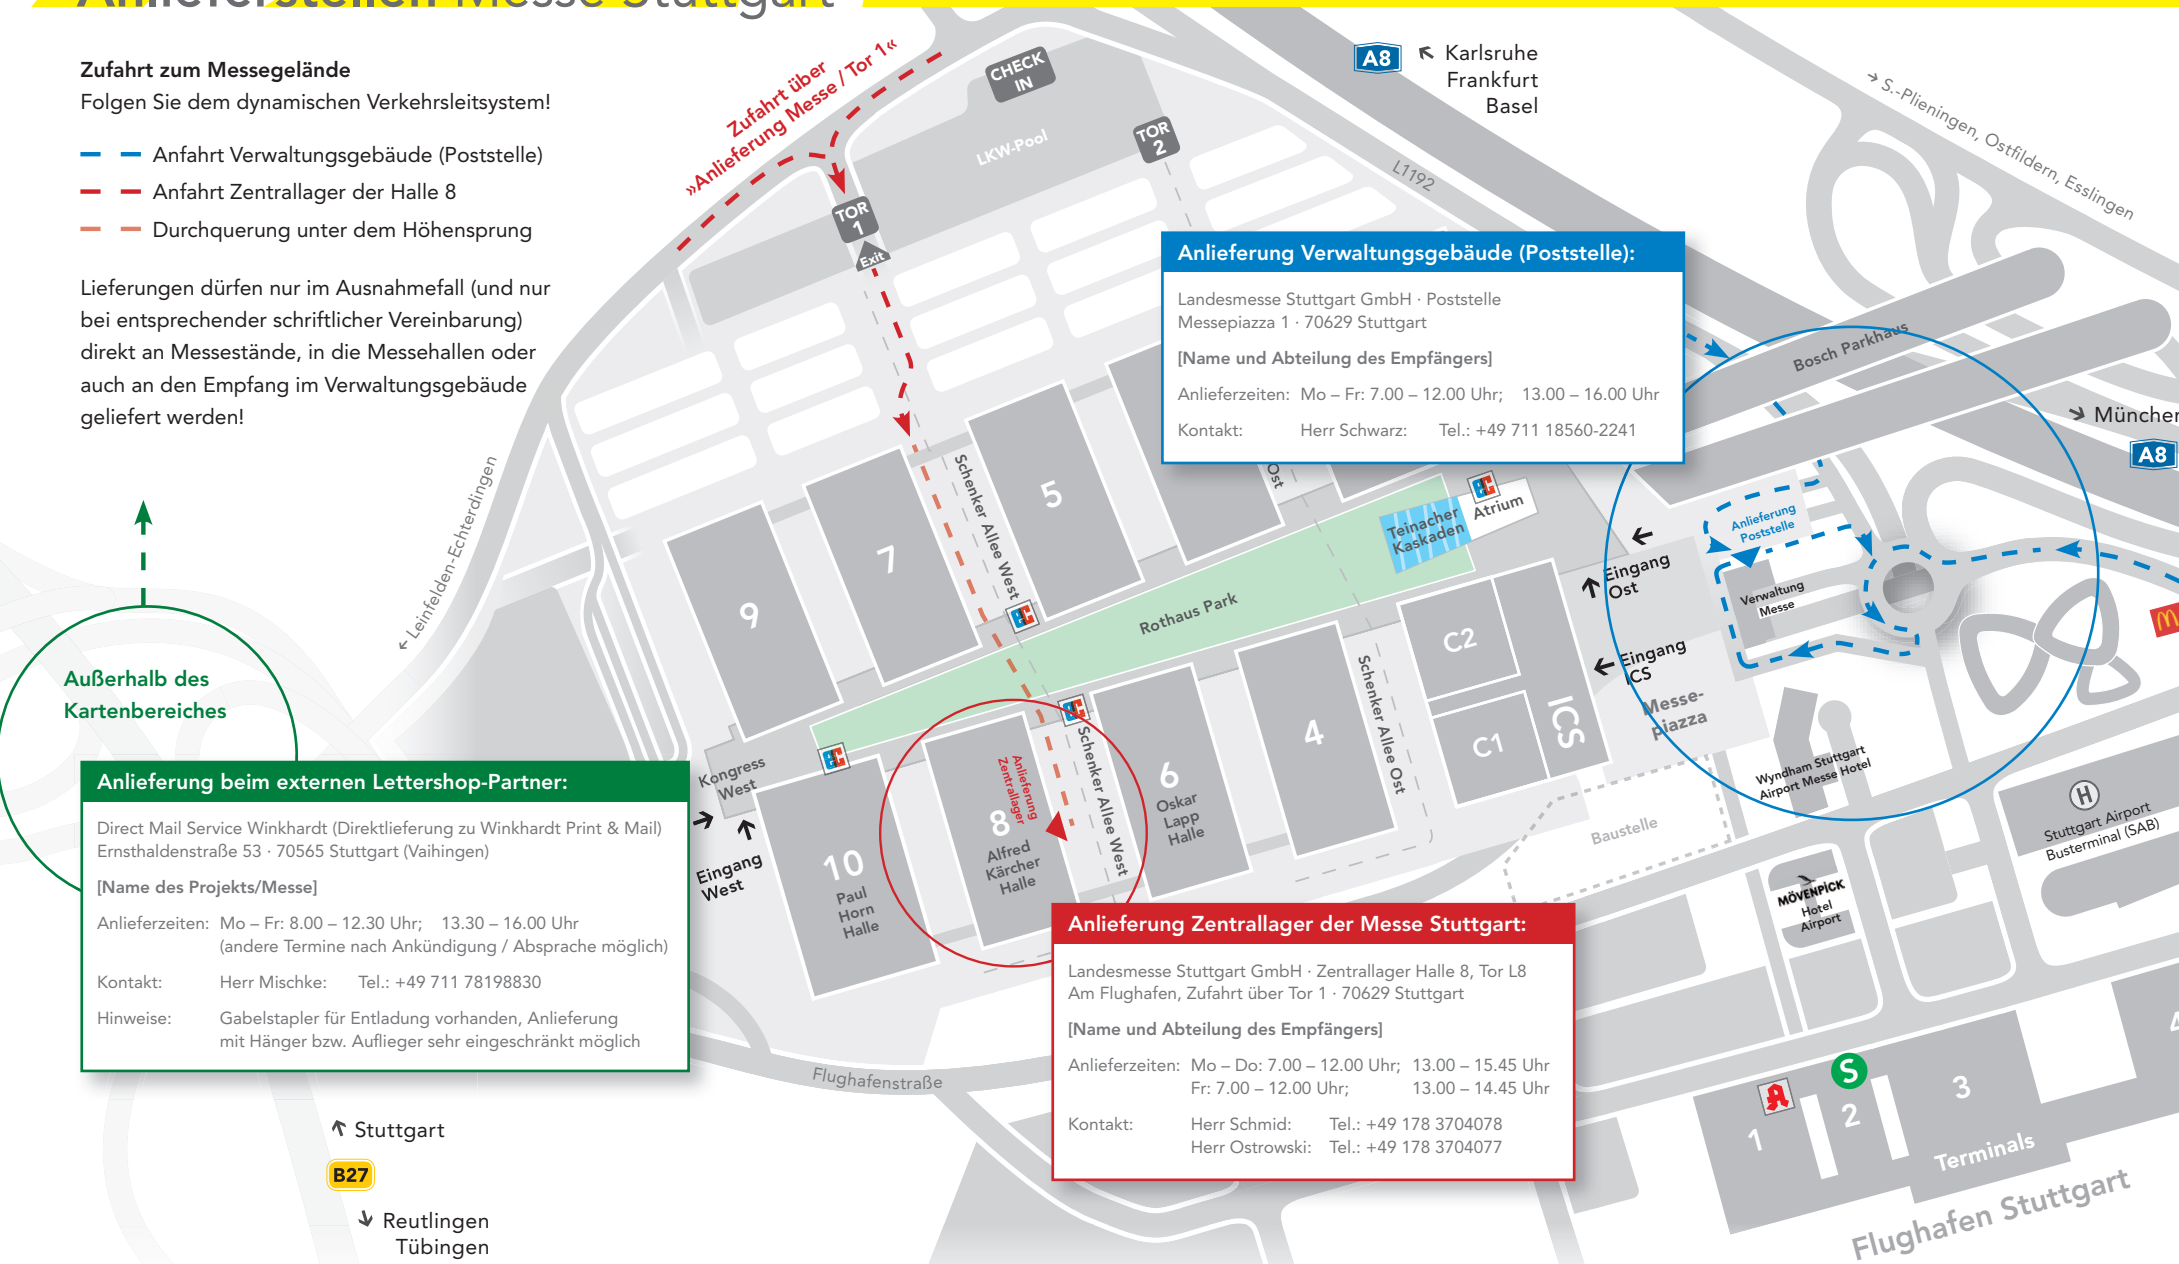 Anlieferstellen Messe Stuttgart
Zufahrt zum Messegelände
Folgen Sie dem dynamischen Verkehrsleitsystem!
Anfahrt Verwaltungsgebäude (Poststelle)
Anfahrt Zentrallager der Halle 8
Durchquerung unter dem Höhensprung
Lieferungen dürfen nur im Ausnahmefall (und nur
bei entsprechender schriftlicher Vereinbarung)
direkt an Messestände, in die Messehallen oder
auch an den Empfang im Verwaltungsgebäude
geliefert werden!
Zufahrt über
»Anlieferung Messe / Tor 1«
CHECK
IN
LKW-Pool
TOR
1
Exit
TOR
2
A8
Karlsruhe
Frankfurt
Basel
L1192
S.-Plieningen, Ostfildern, Esslingen
Anlieferung Verwaltungsgebäude (Poststelle):
Landesmesse Stuttgart GmbH · Poststelle
Messepiazza 1 · 70629 Stuttgart
[Name und Abteilung des Empfängers]
Anlieferzeiten: Mo – Fr: 7.00 – 12.00 Uhr; 13.00 – 16.00 Uhr
Kontakt: Herr Schwarz: Tel.: +49 711 18560-2241
Bosch Parkhaus
München
A8
Leinfelden-Echterdingen
Schenker Allee West
Ost
5
7
9
Teinacher
Kaskaden
EC
Atrium
Rothaus Park
EC
EC
EC
Eingang
Ost
Eingang
ICS
Anlieferung
Poststelle
Verwaltung
Messe
Messe-
piazza
C2
C1
ICS
Schenker Allee Ost
4
6
Oskar
Lapp
Halle
Schenker Allee West
8
Alfred
Kärcher
Halle
Anlieferung
Zentrallager
10
Paul
Horn
Halle
Kongress
West
Eingang
West
Wyndham Stuttgart
Airport Messe Hotel
Baustelle
H
Stuttgart Airport
Busterminal (SAB)
MÖVENPICK
Hotel
Airport
Außerhalb des
Kartenbereiches
Anlieferung beim externen Lettershop-Partner:
Direct Mail Service Winkhardt (Direktlieferung zu Winkhardt Print & Mail)
Ernsthaldenstraße 53 · 70565 Stuttgart (Vaihingen)
[Name des Projekts/Messe]
Anlieferzeiten: Mo – Fr: 8.00 – 12.30 Uhr; 13.30 – 16.00 Uhr
(andere Termine nach Ankündigung / Absprache möglich)
Kontakt: Herr Mischke: Tel.: +49 711 78198830
Hinweise: Gabelstapler für Entladung vorhanden, Anlieferung
mit Hänger bzw. Auflieger sehr eingeschränkt möglich
Anlieferung Zentrallager der Messe Stuttgart:
Landesmesse Stuttgart GmbH · Zentrallager Halle 8, Tor L8
Am Flughafen, Zufahrt über Tor 1 · 70629 Stuttgart
[Name und Abteilung des Empfängers]
Anlieferzeiten: Mo – Do: 7.00 – 12.00 Uhr; 13.00 – 15.45 Uhr
Fr: 7.00 – 12.00 Uhr; 13.00 – 14.45 Uhr
Kontakt: Herr Schmid: Tel.: +49 178 3704078
Herr Ostrowski: Tel.: +49 178 3704077
Flughafenstraße
Stuttgart
B27
Reutlingen
Tübingen
S
1
2
3
4
Terminals
Flughafen Stuttgart